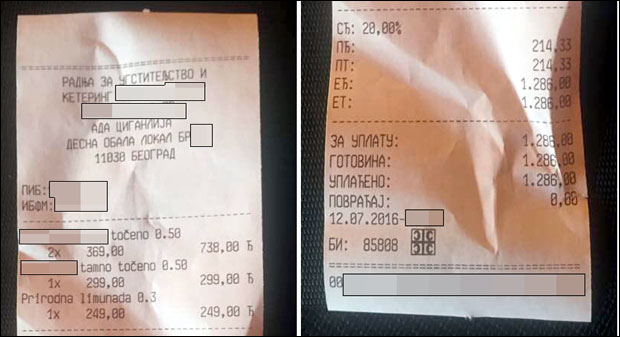 РАДЊА ЗА УГСТИТЕЉСТВО И
КЕТЕРИНГ
АДА ЦИГАНЛИЈА
ДЕСНА ОБАЛА ЛОКАЛ БР
11030 БЕОГРАД
ПИБ:
ИБФМ:
točeno 0.50
2x 369,00 738,00 Ђ
tamno točeno 0.50
1x 299,00 299,00 Ђ
Prirodna limunada 0.3
1x 249,00 249,00 Ђ
СЂ: 20,00%
ПЂ: 214,33
ПТ: 214,33
ЕЂ: 1.286,00
ЕТ: 1.286,00
ЗА УПЛАТУ: 1.286,00
ГОТОВИНА: 1.286,00
УПЛАЋЕНО: 1.286,00
ПОВРАЋАЈ: 0,00
12.07.2016-
БИ: 85808
00